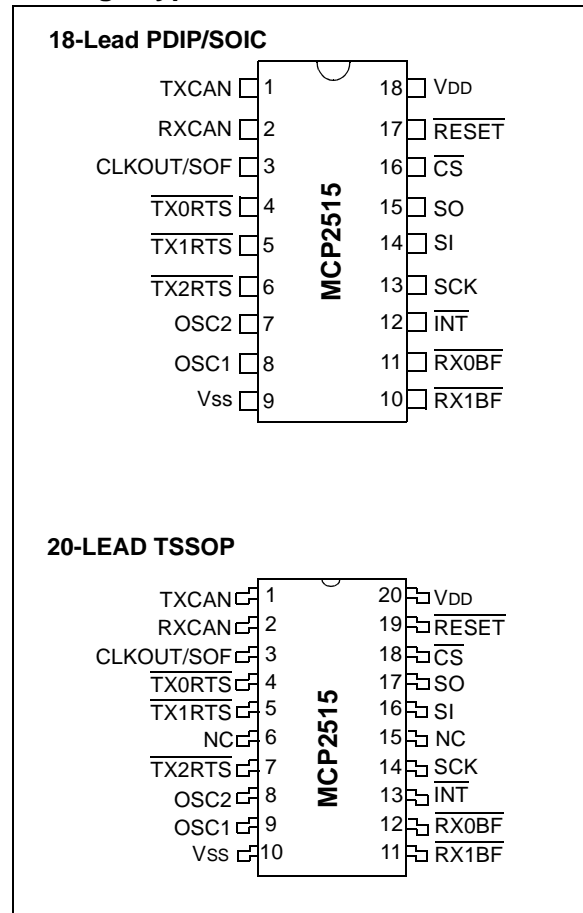 18-Lead PDIP/SOIC
TXCAN 1 18 VDD
RXCAN 2 17 RESET
CLKOUT/SOF 3 16 CS
TX0RTS 4 15 SO
TX1RTS 5 14 SI
TX2RTS 6 13 SCK
OSC2 7 12 INT
OSC1 8 11 RX0BF
Vss 9 10 RX1BF
MCP2515
20-LEAD TSSOP
TXCAN 1 20 VDD
RXCAN 2 19 RESET
CLKOUT/SOF 3 18 CS
TX0RTS 4 17 SO
TX1RTS 5 16 SI
NC 6 15 NC
TX2RTS 7 14 SCK
OSC2 8 13 INT
OSC1 9 12 RX0BF
Vss 10 11 RX1BF
MCP2515